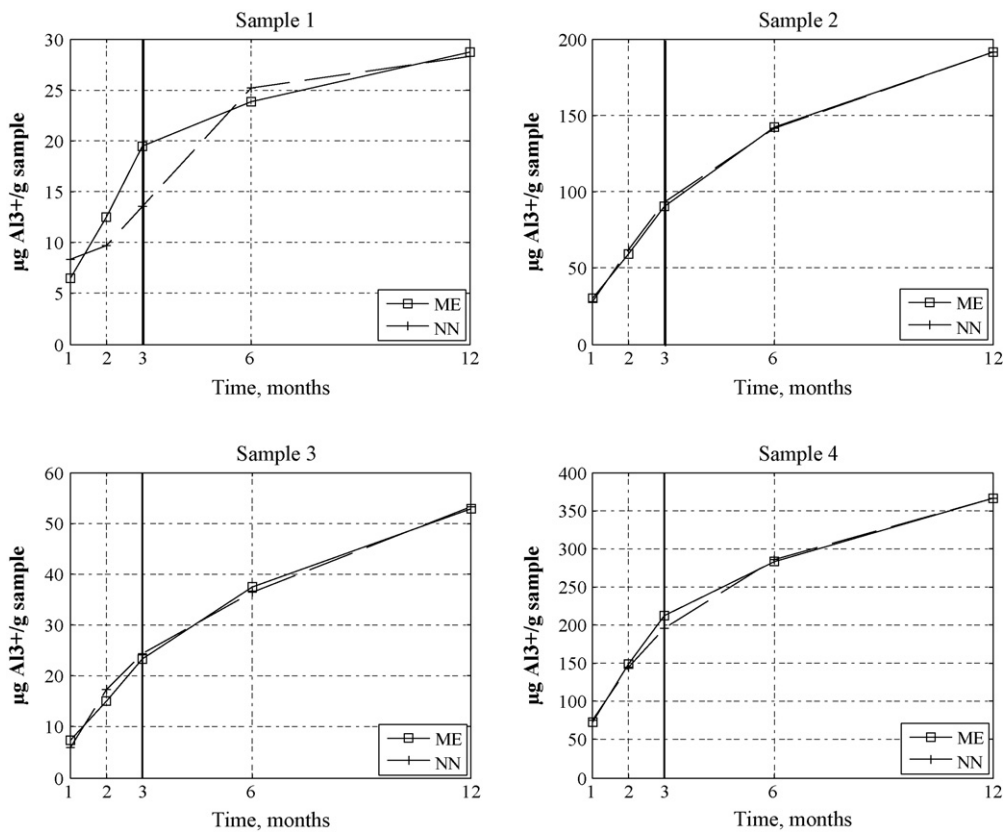 Sample 1
30
25
20
15
10
5
0
µg Al3+/g sample
ME
NN
1 2 3 6 12
Time, months
Sample 2
200
150
100
50
0
µg Al3+/g sample
ME
NN
1 2 3 6 12
Time, months
Sample 3
60
50
40
30
20
10
0
µg Al3+/g sample
ME
NN
1 2 3 6 12
Time, months
Sample 4
400
350
300
250
200
150
100
50
0
µg Al3+/g sample
ME
NN
1 2 3 6 12
Time, months